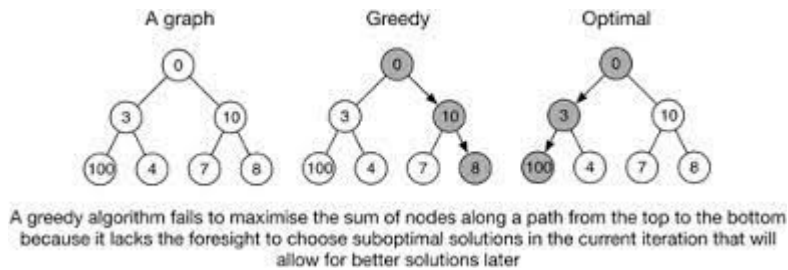 A graph Greedy Optimal
0 0 0
3 10 3 10 3 10
100 4 7 8 100 4 7 8 100 4 7 8
A greedy algorithm fails to maximise the sum of nodes along a path from the top to the bottom
because it lacks the foresight to choose suboptimal solutions in the current iteration that will
allow for better solutions later